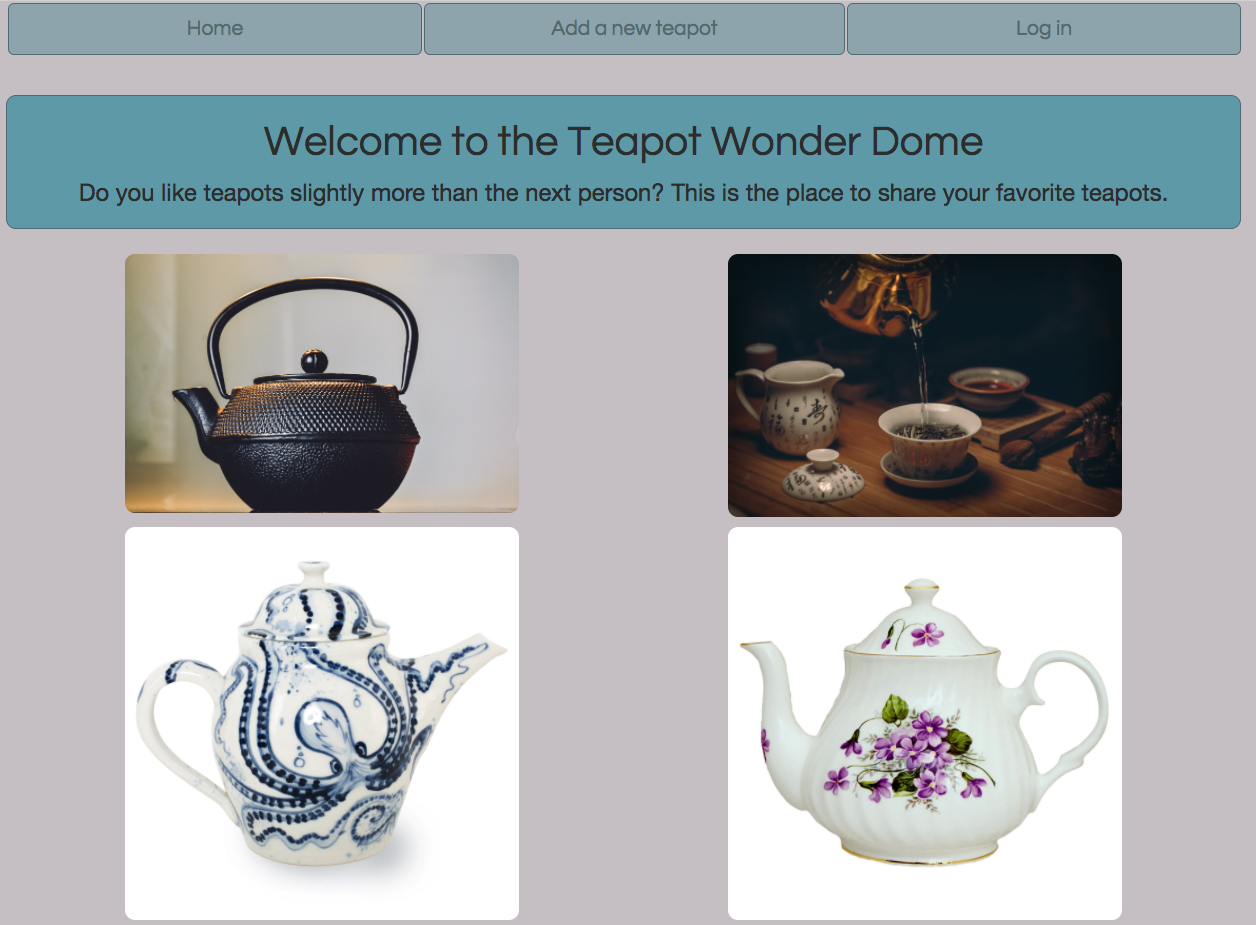 Home
Add a new teapot
Log in
Welcome to the Teapot Wonder Dome
Do you like teapots slightly more than the next person? This is the place to share your favorite teapots.
寿